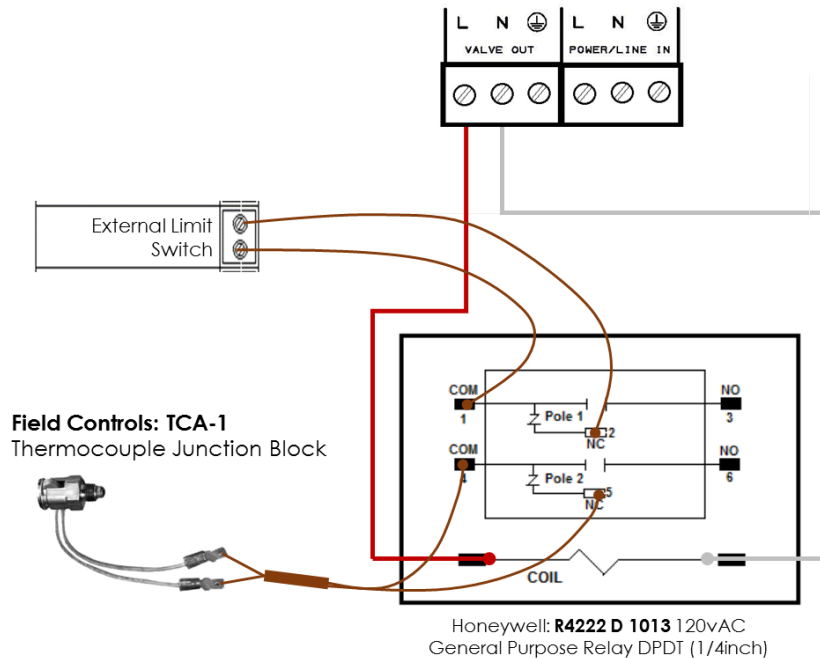 L N L N
VALVE OUT POWER/LINE IN
External Limit
Switch
COM NO
1 Pole 1 3
2
NC
COM NO
4 Pole 2 6
5
NC
COIL
Field Controls: TCA-1
Thermocouple Junction Block
Honeywell: R4222 D 1013 120vAC
General Purpose Relay DPDT (1/4inch)